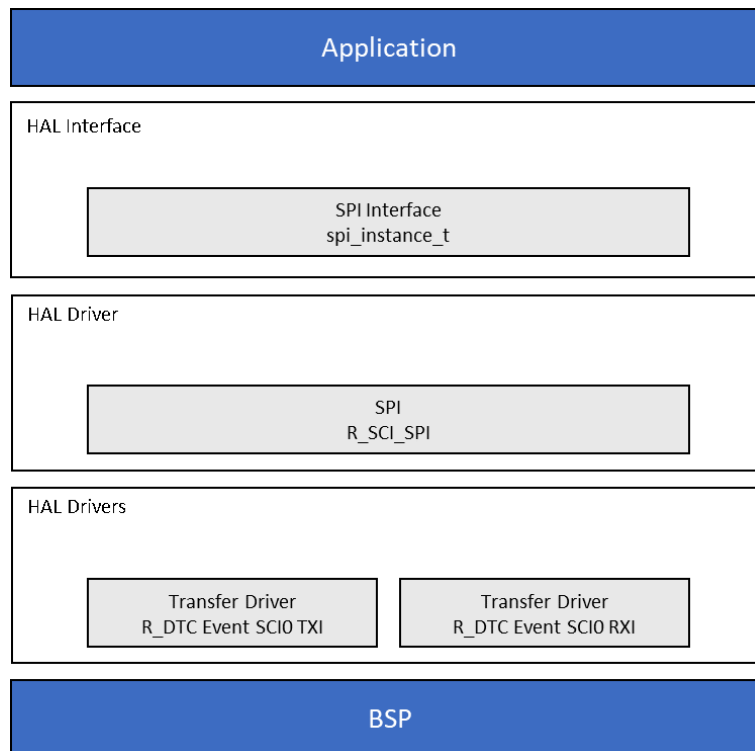 Application
HAL Interface
SPI Interface
spi_instance_t
HAL Driver
SPI
R_SCI_SPI
HAL Drivers
Transfer Driver
R_DTC Event SCI0 TXI
Transfer Driver
R_DTC Event SCI0 RXI
BSP